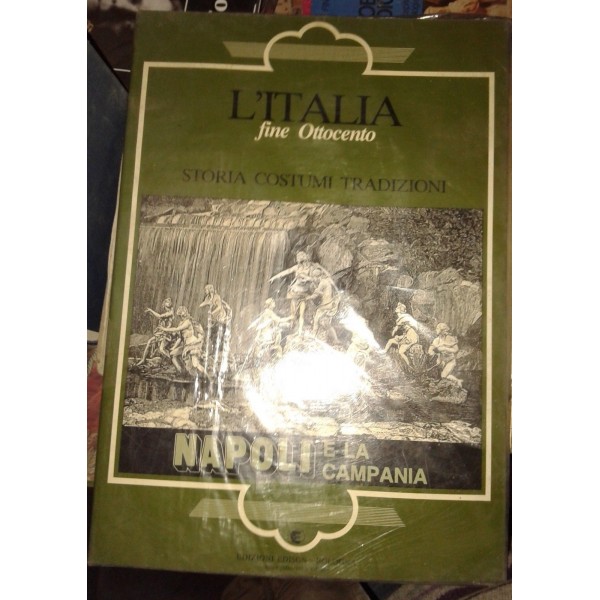 L'ITALIA
fine Ottocento
STORIA COSTUMI TRADIZIONI
NAPOLI E LA
CAMPANIA